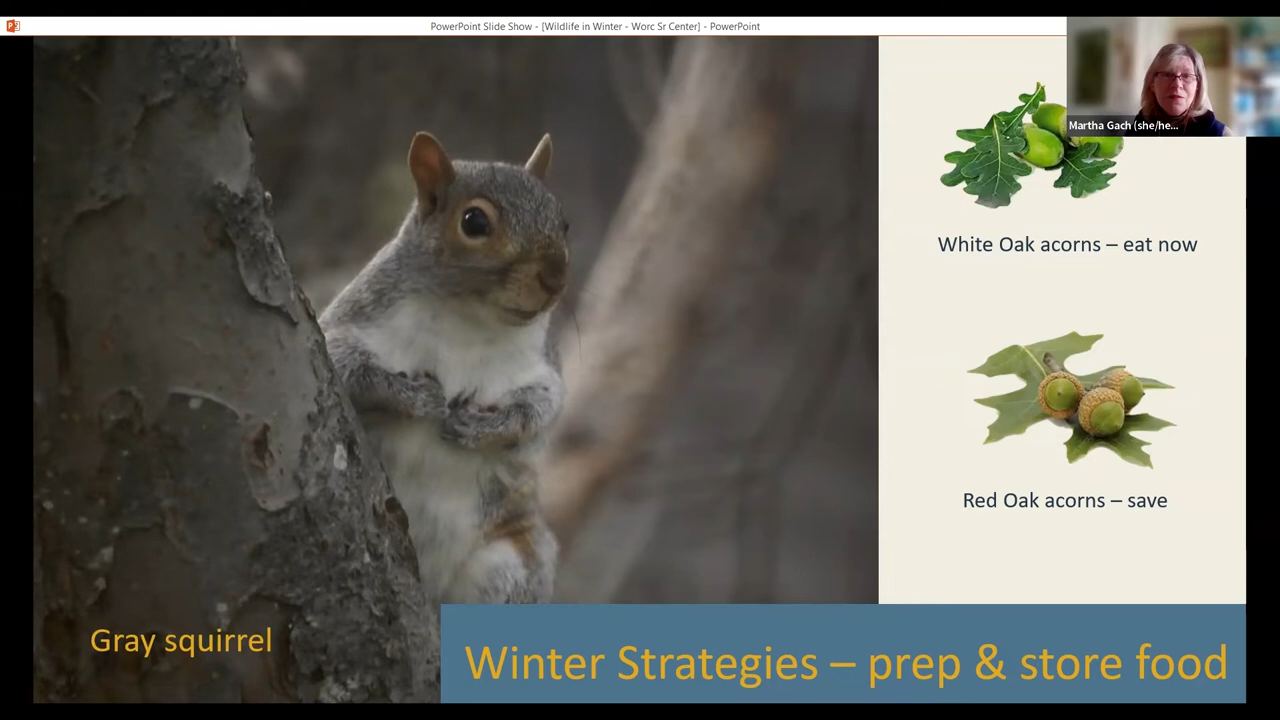 PowerPoint Slide Show - [Wildlife in Winter - Worc Sr Center] - PowerPoint
Martha Gach (she/he...
White Oak acorns – eat now
Red Oak acorns – save
Gray squirrel
Winter Strategies – prep & store food